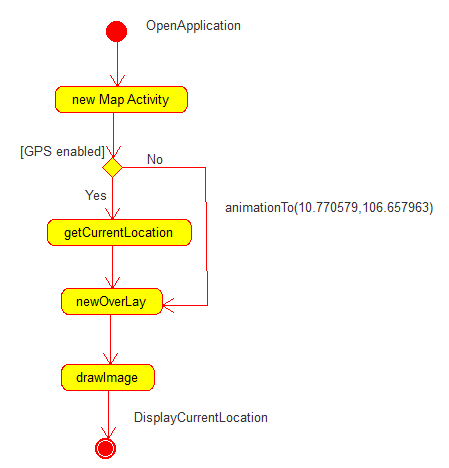 OpenApplication
new Map Activity
[GPS enabled]
No
Yes
animationTo(10.770579,106.657963)
getCurrentLocation
newOverLay
drawImage
DisplayCurrentLocation